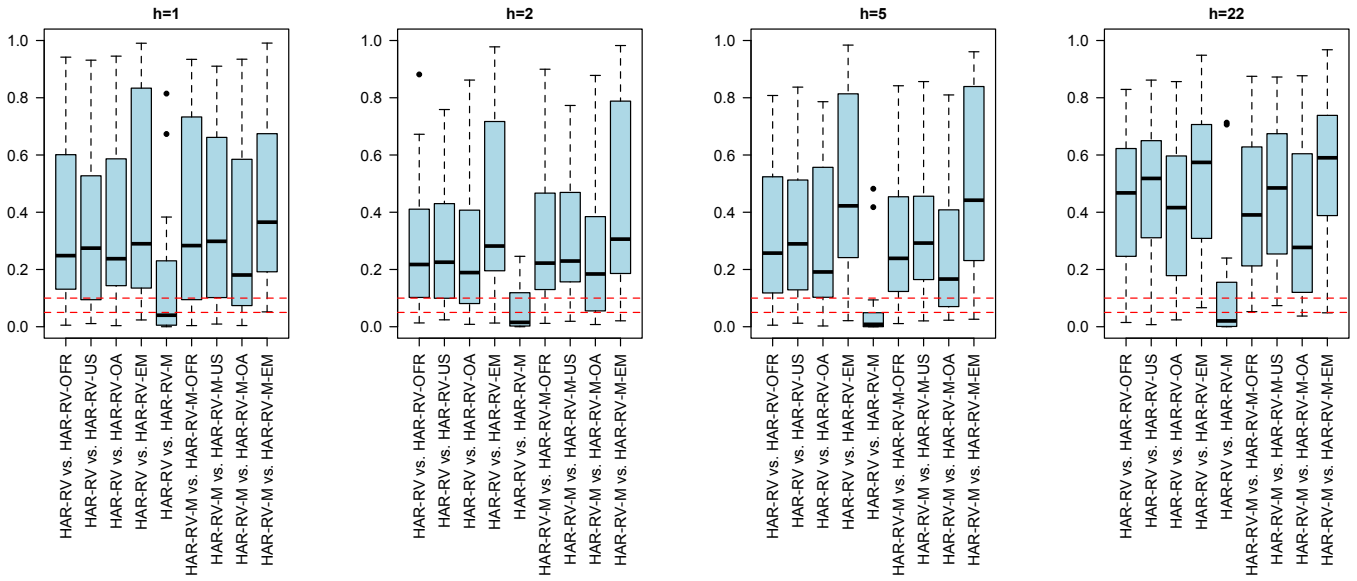 h=1
1.0
0.8
0.6
0.4
0.2
0.0
HAR-RV vs. HAR-RV-OFR
HAR-RV vs. HAR-RV-US
HAR-RV vs. HAR-RV-OA
HAR-RV vs. HAR-RV-EM
HAR-RV vs. HAR-RV-M
HAR-RV-M vs. HAR-RV-M-OFR
HAR-RV-M vs. HAR-RV-M-US
HAR-RV-M vs. HAR-RV-M-OA
HAR-RV-M vs. HAR-RV-M-EM
h=2
1.0
0.8
0.6
0.4
0.2
0.0
HAR-RV vs. HAR-RV-OFR
HAR-RV vs. HAR-RV-US
HAR-RV vs. HAR-RV-OA
HAR-RV vs. HAR-RV-EM
HAR-RV vs. HAR-RV-M
HAR-RV-M vs. HAR-RV-M-OFR
HAR-RV-M vs. HAR-RV-M-US
HAR-RV-M vs. HAR-RV-M-OA
HAR-RV-M vs. HAR-RV-M-EM
h=5
1.0
0.8
0.6
0.4
0.2
0.0
HAR-RV vs. HAR-RV-OFR
HAR-RV vs. HAR-RV-US
HAR-RV vs. HAR-RV-OA
HAR-RV vs. HAR-RV-EM
HAR-RV vs. HAR-RV-M
HAR-RV-M vs. HAR-RV-M-OFR
HAR-RV-M vs. HAR-RV-M-US
HAR-RV-M vs. HAR-RV-M-OA
HAR-RV-M vs. HAR-RV-M-EM
h=22
1.0
0.8
0.6
0.4
0.2
0.0
HAR-RV vs. HAR-RV-OFR
HAR-RV vs. HAR-RV-US
HAR-RV vs. HAR-RV-OA
HAR-RV vs. HAR-RV-EM
HAR-RV vs. HAR-RV-M
HAR-RV-M vs. HAR-RV-M-OFR
HAR-RV-M vs. HAR-RV-M-US
HAR-RV-M vs. HAR-RV-M-OA
HAR-RV-M vs. HAR-RV-M-EM